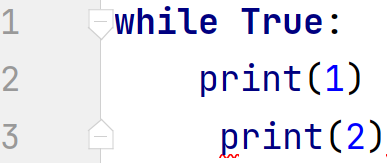 1 while True:
2     print(1)
3      print(2)